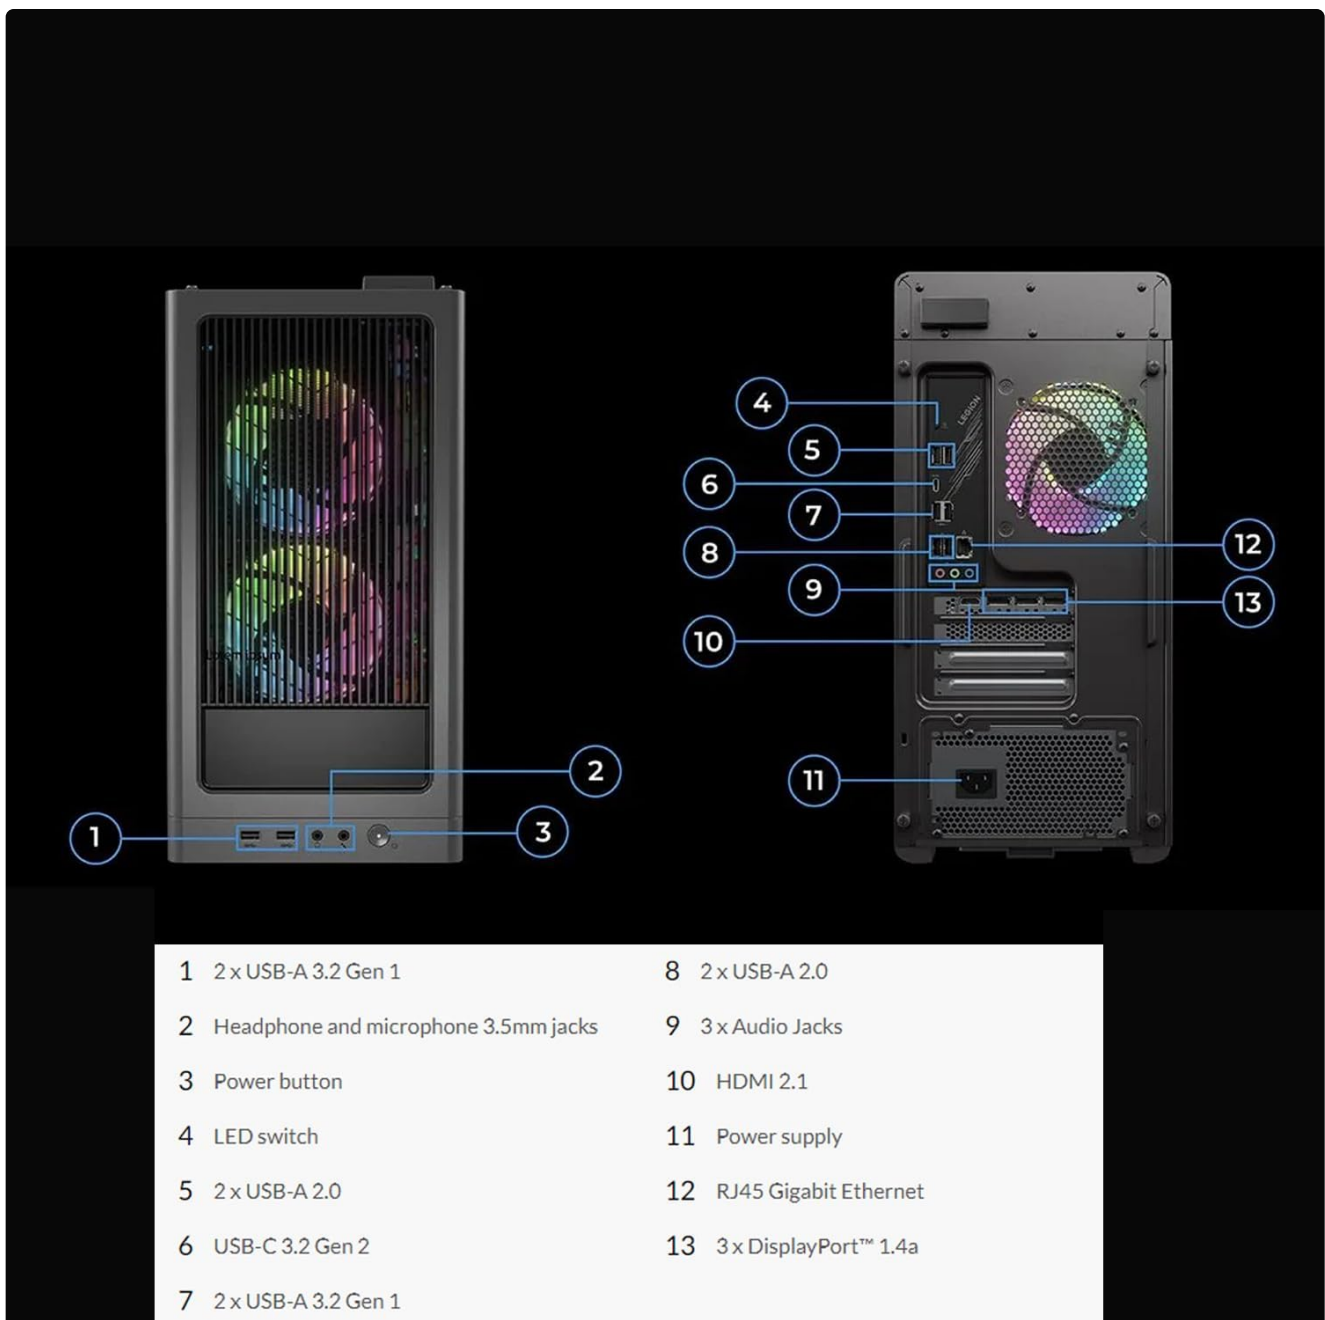 4
LEGION
5
6
7
8
12
9
13
10
Lorem ipsum
2
11
3
1
1 2 x USB-A 3.2 Gen 1
2 Headphone and microphone 3.5mm jacks
3 Power button
4 LED switch
5 2 x USB-A 2.0
6 USB-C 3.2 Gen 2
7 2 x USB-A 3.2 Gen 1
8 2 x USB-A 2.0
9 3 x Audio Jacks
10 HDMI 2.1
11 Power supply
12 RJ45 Gigabit Ethernet
13 3 x DisplayPort™ 1.4a